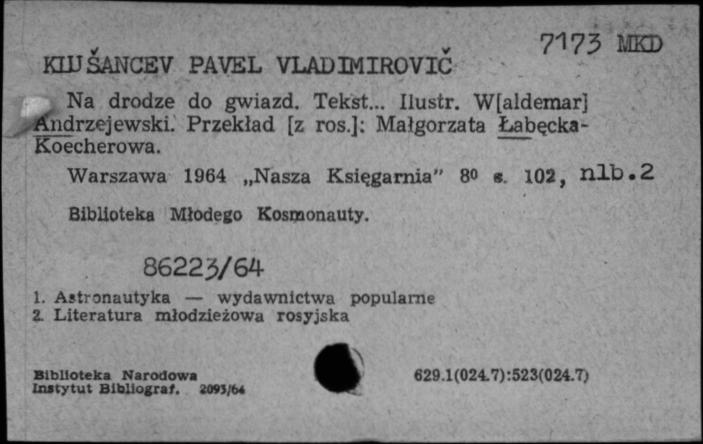 7173 MKD
KLUŠANCEV PAVEL VLADIMIROVIČ
Na drodze do gwiazd. Tekst... Ilustr. W[aldemar]
Andrzejewski. Przekład [z ros.]: Małgorzata Łabęcka-
Koecherowa.
Warszawa 1964 „Nasza Księgarnia” 8⁰ s. 102, nlb.2
Biblioteka Młodego Kosmonauty.
86223/64
1. Astronautyka — wydawnictwa popularne
2. Literatura młodzieżowa rosyjska
Biblioteka Narodowa
Instytut Bibliograf. 2093/64
629.1(024.7):523(024.7)